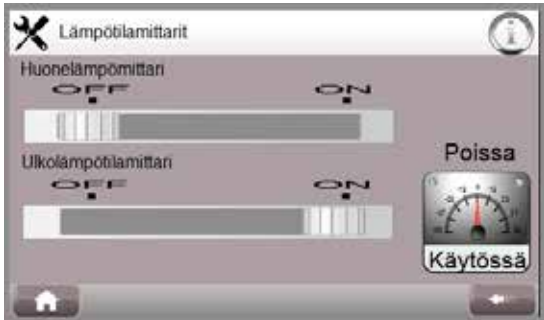 Lämpötilamittarit
Huonelämpömittari
OFF ON
Ulkolämpötilamittari
OFF ON
Poissa
Käytössä